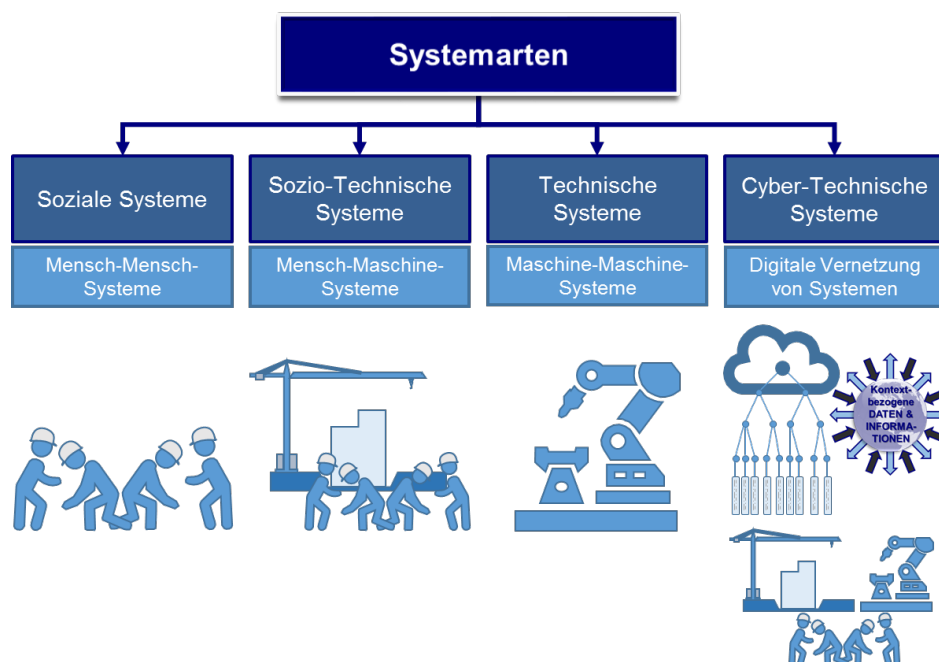 Systemarten
Soziale Systeme
Sozio-Technische
Systeme
Technische
Systeme
Cyber-Technische
Systeme
Mensch-Mensch-
Systeme
Mensch-Maschine-
Systeme
Maschine-Maschine-
Systeme
Digitale Vernetzung
von Systemen
Kontext-
bezogene
DATEN &
INFORMA-
TIONEN